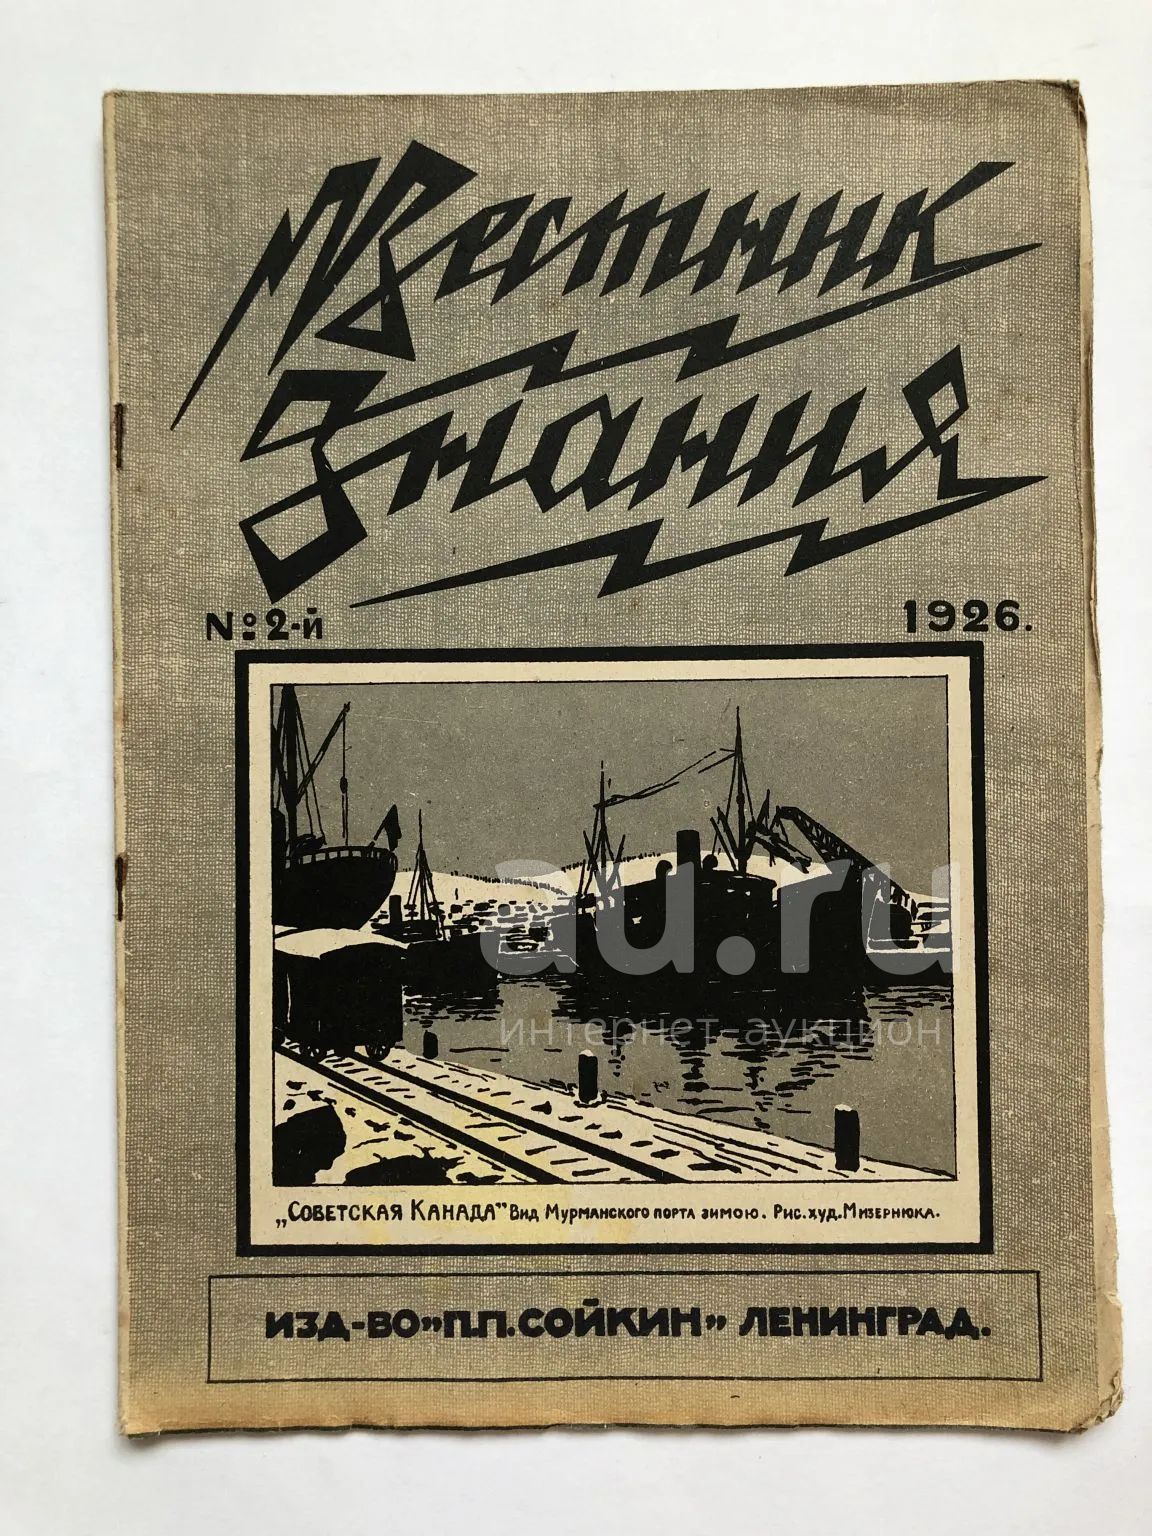 Вестник
Знания
№ 2-й
1926.
„Советская Канада" Вид Мурманского порта зимою. Рис. худ. Мизернюка.
ИЗД-ВО „П.П. СОЙКИН" ЛЕНИНГРАД.
au.ru
интернет-аукцион